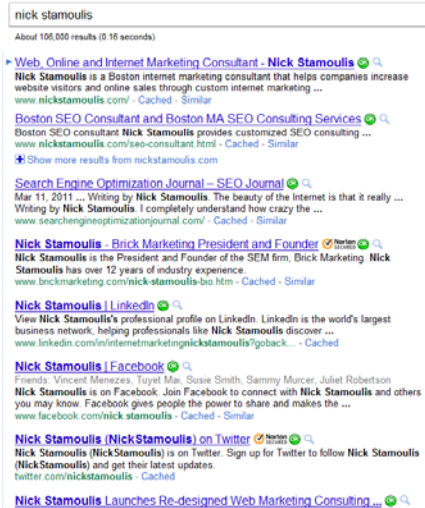 nick stamoulis
About 106,000 results (0.16 seconds)
Web, Online and Internet Marketing Consultant - Nick Stamoulis
Nick Stamoulis is a Boston internet marketing consultant that helps companies increase
website visitors and online sales through custom internet marketing ...
www.nickstamoulis.com/ - Cached - Similar
Boston SEO Consultant and Boston MA SEO Consulting Services
Boston SEO consultant Nick Stamoulis provides customized SEO consulting ...
www.nickstamoulis.com/seo-consultant.html - Cached - Similar
Show more results from nickstamoulis.com
Search Engine Optimization Journal – SEO Journal
Mar 11, 2011 ... Writing by Nick Stamoulis. The beauty of the Internet is that it really ...
Writing by Nick Stamoulis. I completely understand how crazy the ...
www.searchengineoptimizationjournal.com/ - Cached - Similar
Nick Stamoulis - Brick Marketing President and Founder Norton SECURED
Nick Stamoulis is the President and Founder of the SEM firm, Brick Marketing. Nick
Stamoulis has over 12 years of industry experience.
www.brickmarketing.com/nick-stamoulis-bio.htm - Cached - Similar
Nick Stamoulis | LinkedIn
View Nick Stamoulis's professional profile on LinkedIn. LinkedIn is the world's largest
business network, helping professionals like Nick Stamoulis discover ...
www.linkedin.com/in/internetmarketingnickstamoulis?goback... - Cached
Nick Stamoulis | Facebook
Friends: Vincent Menezes, Tuyet Mai, Susie Smith, Sammy Murcer, Juliet Robertson
Nick Stamoulis is on Facebook. Join Facebook to connect with Nick Stamoulis and others
you may know. Facebook gives people the power to share and makes the ...
www.facebook.com/nick.stamoulis - Cached - Similar
Nick Stamoulis (NickStamoulis) on Twitter Norton SECURED
Nick Stamoulis (NickStamoulis) is on Twitter. Sign up for Twitter to follow Nick Stamoulis
(NickStamoulis) and get their latest updates.
twitter.com/nickstamoulis - Cached
Nick Stamoulis Launches Re-designed Web Marketing Consulting ...